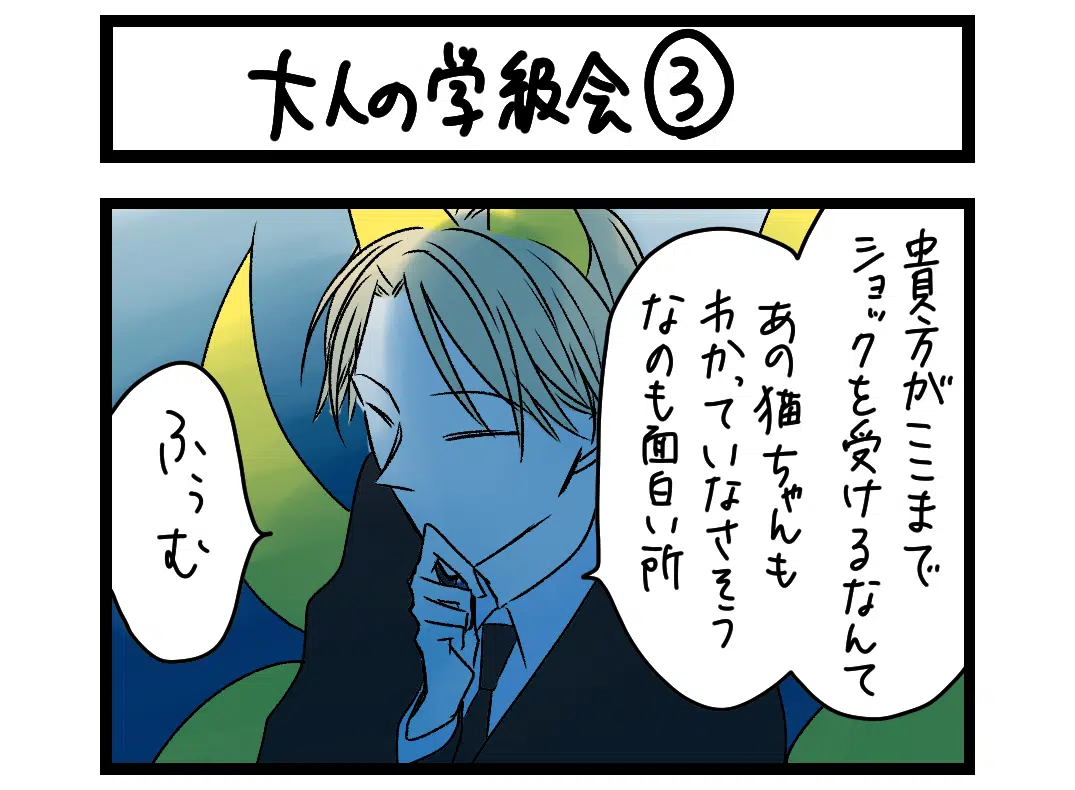 大人の学級会③
貴方がここまで
ショックを受けるなんて
あの猫ちゃんも
わかっていなさそう
なのも面白い所
ふぅむ